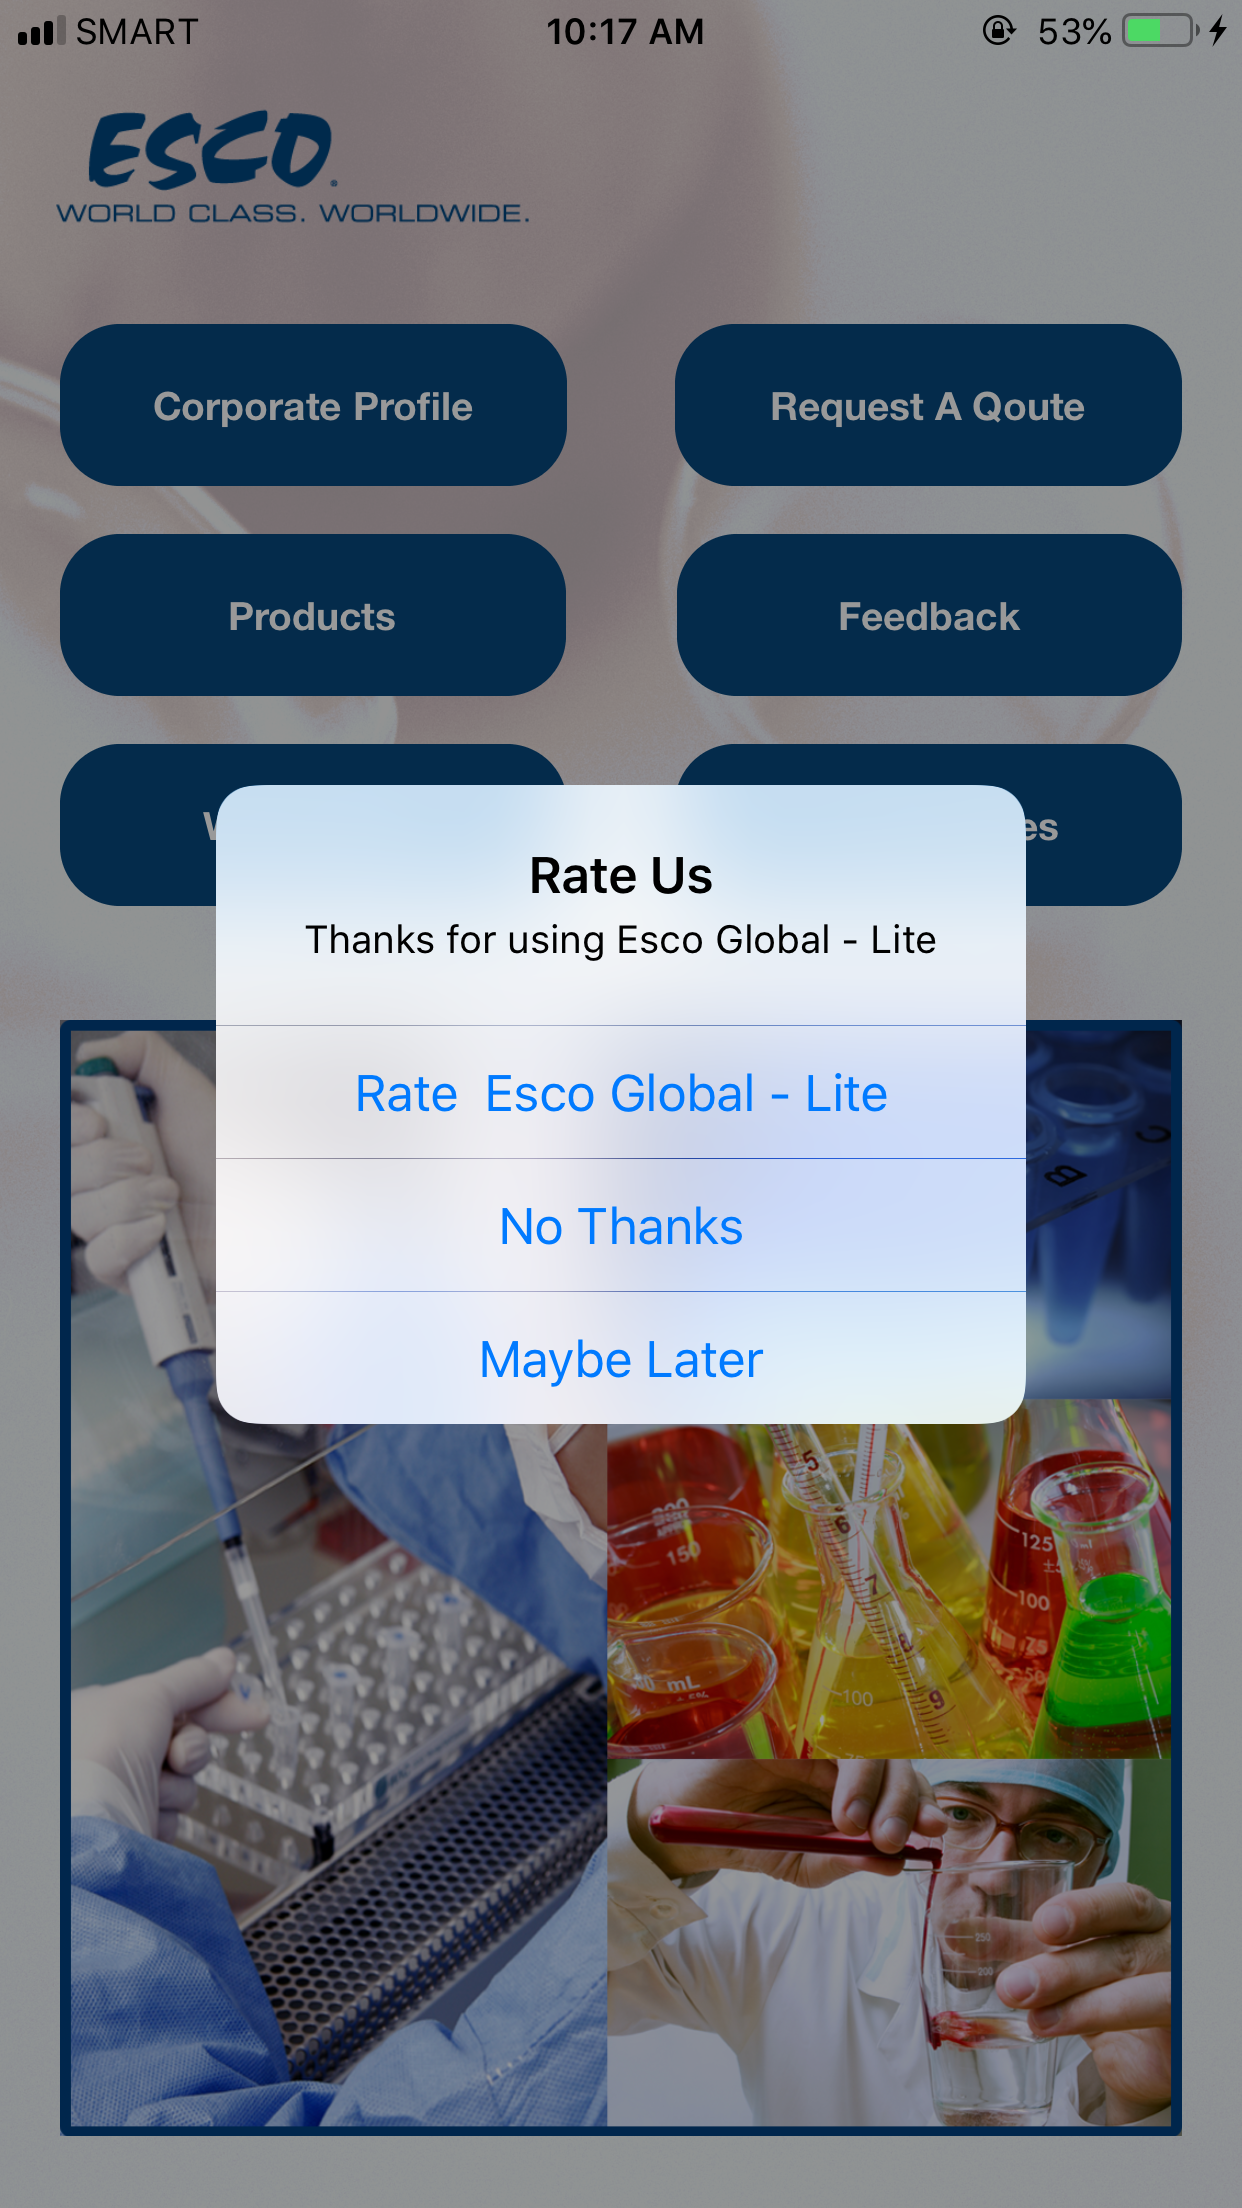 SMART 10:17 AM 53%
ESCO.
WORLD CLASS. WORLDWIDE.
Corporate Profile
Request A Qoute
Products
Feedback
Rate Us
Thanks for using Esco Global - Lite
Rate  Esco Global - Lite
No Thanks
Maybe Later
B
5
6
7
8
9
150
100
125
100
75
50
mL
250
200